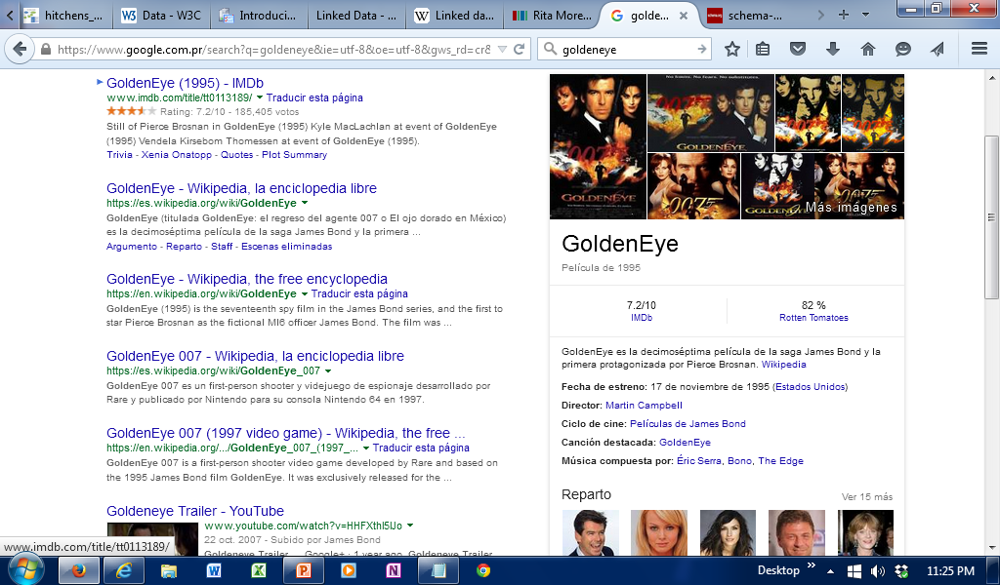 hitchens_...
Data - W3C
Introducci...
Linked Data - ...
Linked da...
Rita More...
golde...
schema-...
https://www.google.com.pr/search?q=goldeneye&ie=utf-8&oe=utf-8&gws_rd=cr&
goldeneye
GoldenEye (1995) - IMDb
www.imdb.com/title/tt0113189/ Traducir esta página
Rating: 7.2/10 - 185,405 votos
Still of Pierce Brosnan in GoldenEye (1995) Kyle MacLachlan at event of GoldenEye
(1995) Vendela Kirsebom Thomessen at event of GoldenEye (1995).
Trivia - Xenia Onatopp - Quotes - Plot Summary
GoldenEye - Wikipedia, la enciclopedia libre
https://es.wikipedia.org/wiki/GoldenEye
GoldenEye (titulada GoldenEye: el regreso del agente 007 o El ojo dorado en México)
es la decimoséptima película de la saga James Bond y la primera ...
Argumento - Reparto - Staff - Escenas eliminadas
GoldenEye - Wikipedia, the free encyclopedia
https://en.wikipedia.org/wiki/GoldenEye Traducir esta página
GoldenEye (1995) is the seventeenth spy film in the James Bond series, and the first to
star Pierce Brosnan as the fictional MI6 officer James Bond. The film was ...
GoldenEye 007 - Wikipedia, la enciclopedia libre
https://es.wikipedia.org/wiki/GoldenEye_007
GoldenEye 007 es un first-person shooter y videojuego de espionaje desarrollado por
Rare y publicado por Nintendo para su consola Nintendo 64 en 1997.
GoldenEye 007 (1997 video game) - Wikipedia, the free ...
https://en.wikipedia.org/.../GoldenEye_007_(1997_... Traducir esta página
GoldenEye 007 is a first-person shooter video game developed by Rare and based on
the 1995 James Bond film GoldenEye. It was exclusively released for the ...
Goldeneye Trailer - YouTube
www.youtube.com/watch?v=HHFXthI5lJo
22 oct. 2007 - Subido por James Bond
Goldeneye Trailer ... Google+ · 1 year ago. Goldeneye Trailer
www.imdb.com/title/tt0113189/
007
GOLDENEYE
GOLDENEYE
007
GOLDENEYE
Más imágenes
GoldenEye
Película de 1995
7.2/10
IMDb
82 %
Rotten Tomatoes
GoldenEye es la decimoséptima película de la saga James Bond y la
primera protagonizada por Pierce Brosnan. Wikipedia
Fecha de estreno: 17 de noviembre de 1995 (Estados Unidos)
Director: Martin Campbell
Ciclo de cine: Películas de James Bond
Canción destacada: GoldenEye
Música compuesta por: Éric Serra, Bono, The Edge
Reparto
Ver 15 más
Desktop
11:25 PM